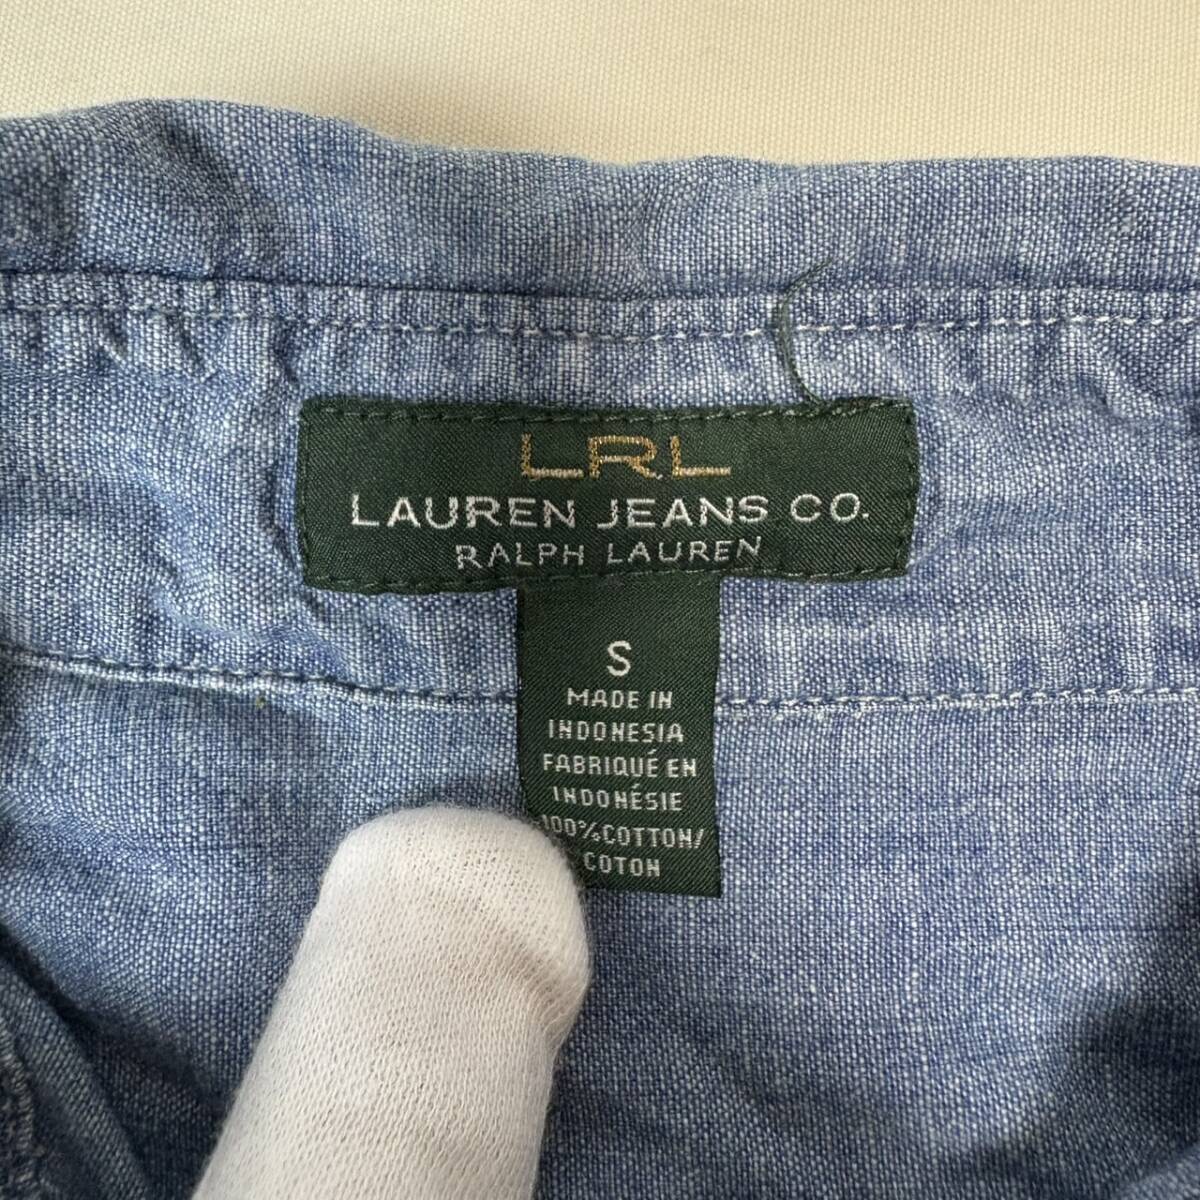 LRL
LAUREN JEANS CO.
RALPH LAUREN
S
MADE IN
INDONESIA
FABRIQUÉ EN
INDONÉSIE
100%COTTON/
COTON